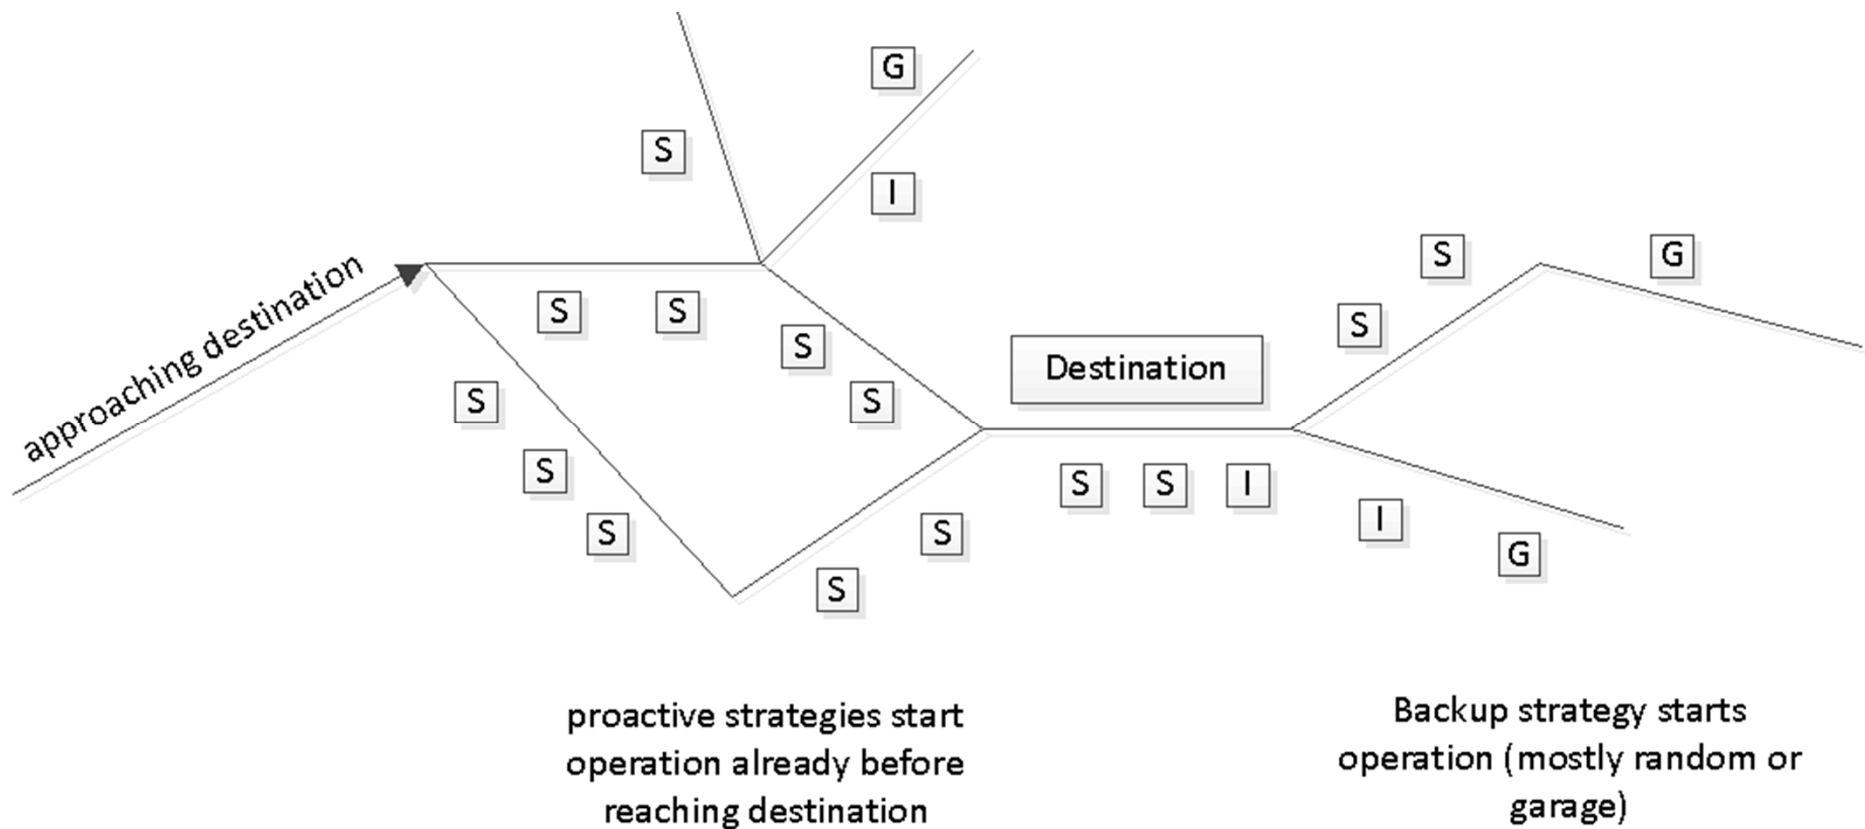 G
S
I
approaching destination
S
G
S
S
S
S
S
Destination
S
S
S
S
S
I
I
S
S
G
S
proactive strategies start
operation already before
reaching destination
Backup strategy starts
operation (mostly random or
garage)